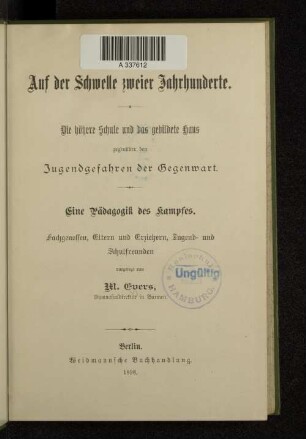 A 337612
Auf der Schwelle zweier Jahrhunderte.
Die höhere Schule und das gebildete Haus
gegenüber den
Jugendgefahren der Gegenwart.
Eine Pädagogik des Kampfes.
Fachgenossen, Eltern und Erziehern, Jugend- und
Schulfreunden
vorgelegt von
M. Evers,
Gymnasialdirektor in Barmen.
Ungültig
HAMBURG
Berlin.
Weidmannsche Buchhandlung.